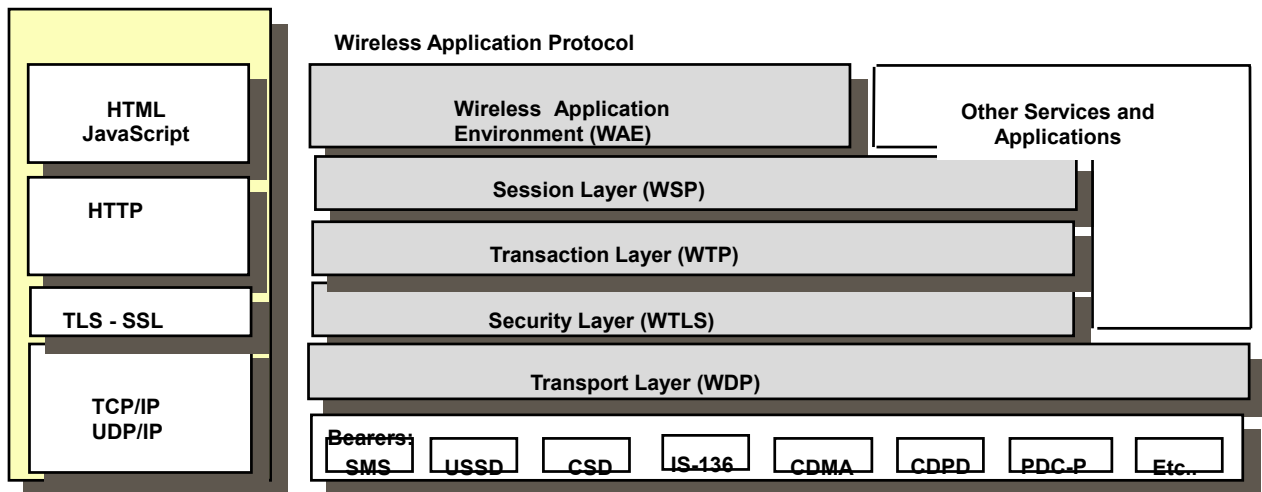 Wireless Application Protocol
HTML
JavaScript
HTTP
TLS - SSL
TCP/IP
UDP/IP
Wireless Application
Environment (WAE)
Other Services and
Applications
Session Layer (WSP)
Transaction Layer (WTP)
Security Layer (WTLS)
Transport Layer (WDP)
Bearers:
SMS
USSD
CSD
IS-136
CDMA
CDPD
PDC-P
Etc..